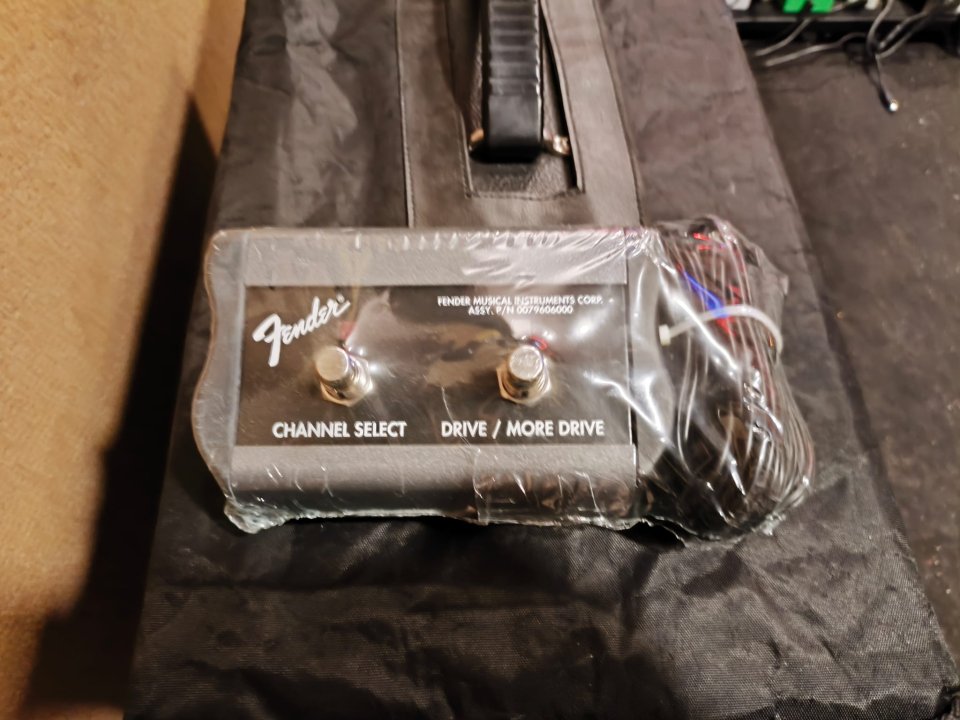 Fender
FENDER MUSICAL INSTRUMENTS CORP.
ASSY. P/N 0079606000
CHANNEL SELECT
DRIVE / MORE DRIVE